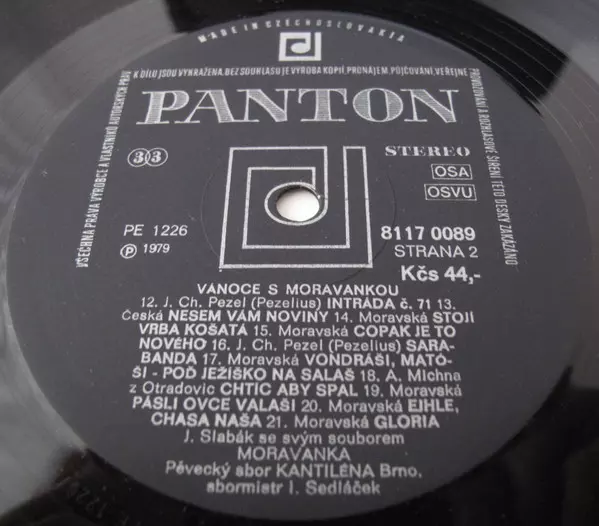 MADE IN CZECHOSLOVAKIA
VŠECHNA PRÁVA VÝROBCE A VLASTNÍKŮ AUTORSKÝCH PRÁV
K DÍLU JSOU VYHRAŽENA. BEZ SOUHLASU JE VÝROBA KOPIÍ, PRONÁJEM, PŮJČOVÁNÍ, VEŘEJNÉ
PROVOZOVÁNÍ A ROZHLASOVÉ ŠÍŘENÍ TÉTO DESKY ZAKÁZÁNO
PANTON
33
STEREO
OSA
OSVU
PE 1226
Ⓟ 1979
8117 0089
STRANA 2
Kčs 44,-
VÁNOCE S MORAVANKOU
12. J. Ch. Pezel (Pezelius) INTRÁDA č. 71 13.
Česká NESEM VÁM NOVINY 14. Moravská STOJÍ
VRBA KOŠATÁ 15. Moravská COPAK JE TO
NOVÉHO 16. J. Ch. Pezel (Pezelius) SARA-
BANDA 17. Moravská VONDRÁŠI, MATÓ-
ŠI - POĎ JEŽIŠKO NA SALAŠ 18. A. Michna
z Otradovic CHTÍC ABY SPAL 19. Moravská
PÁSLI OVCE VALAŠI 20. Moravská EJHLE,
CHASA NAŠA 21. Moravská GLORIA
J. Slabák se svým souborem
MORAVANKA
Pěvecký sbor KANTILÉNA Brno,
sbormistr I. Sedláček